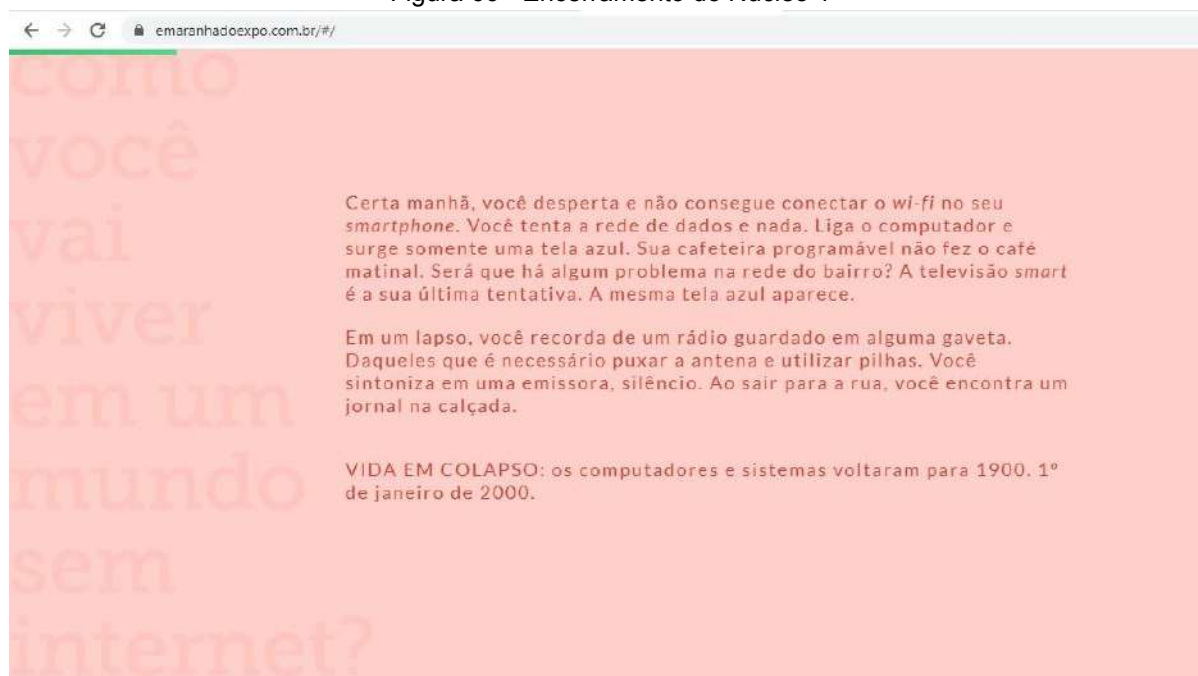 emaranhadoexpo.com.br/#/
como
você
vai
viver
em um
mundo
sem
internet?
Certa manhã, você desperta e não consegue conectar o wi-fi no seu
smartphone. Você tenta a rede de dados e nada. Liga o computador e
surge somente uma tela azul. Sua cafeteira programável não fez o café
matinal. Será que há algum problema na rede do bairro? A televisão smart
é a sua última tentativa. A mesma tela azul aparece.
Em um lapso, você recorda de um rádio guardado em alguma gaveta.
Daqueles que é necessário puxar a antena e utilizar pilhas. Você
sintoniza em uma emissora, silêncio. Ao sair para a rua, você encontra um
jornal na calçada.
VIDA EM COLAPSO: os computadores e sistemas voltaram para 1900. 1º
de janeiro de 2000.